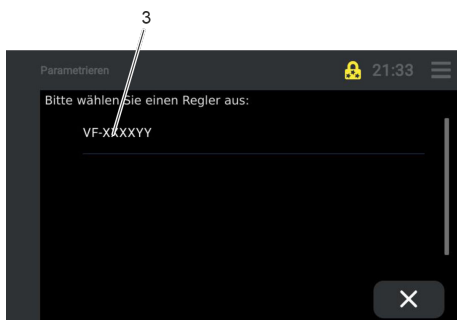 3
Parametrieren 21:33
Bitte wählen Sie einen Regler aus:
VF-XXXXYY